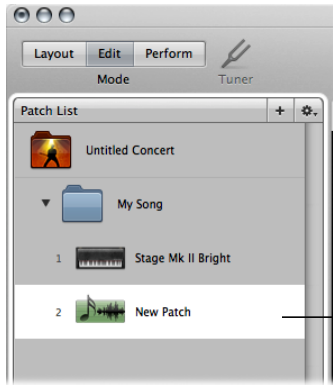 Layout Edit Perform
Mode Tuner
Patch List +
Untitled Concert
My Song
1 Stage Mk II Bright
2 New Patch